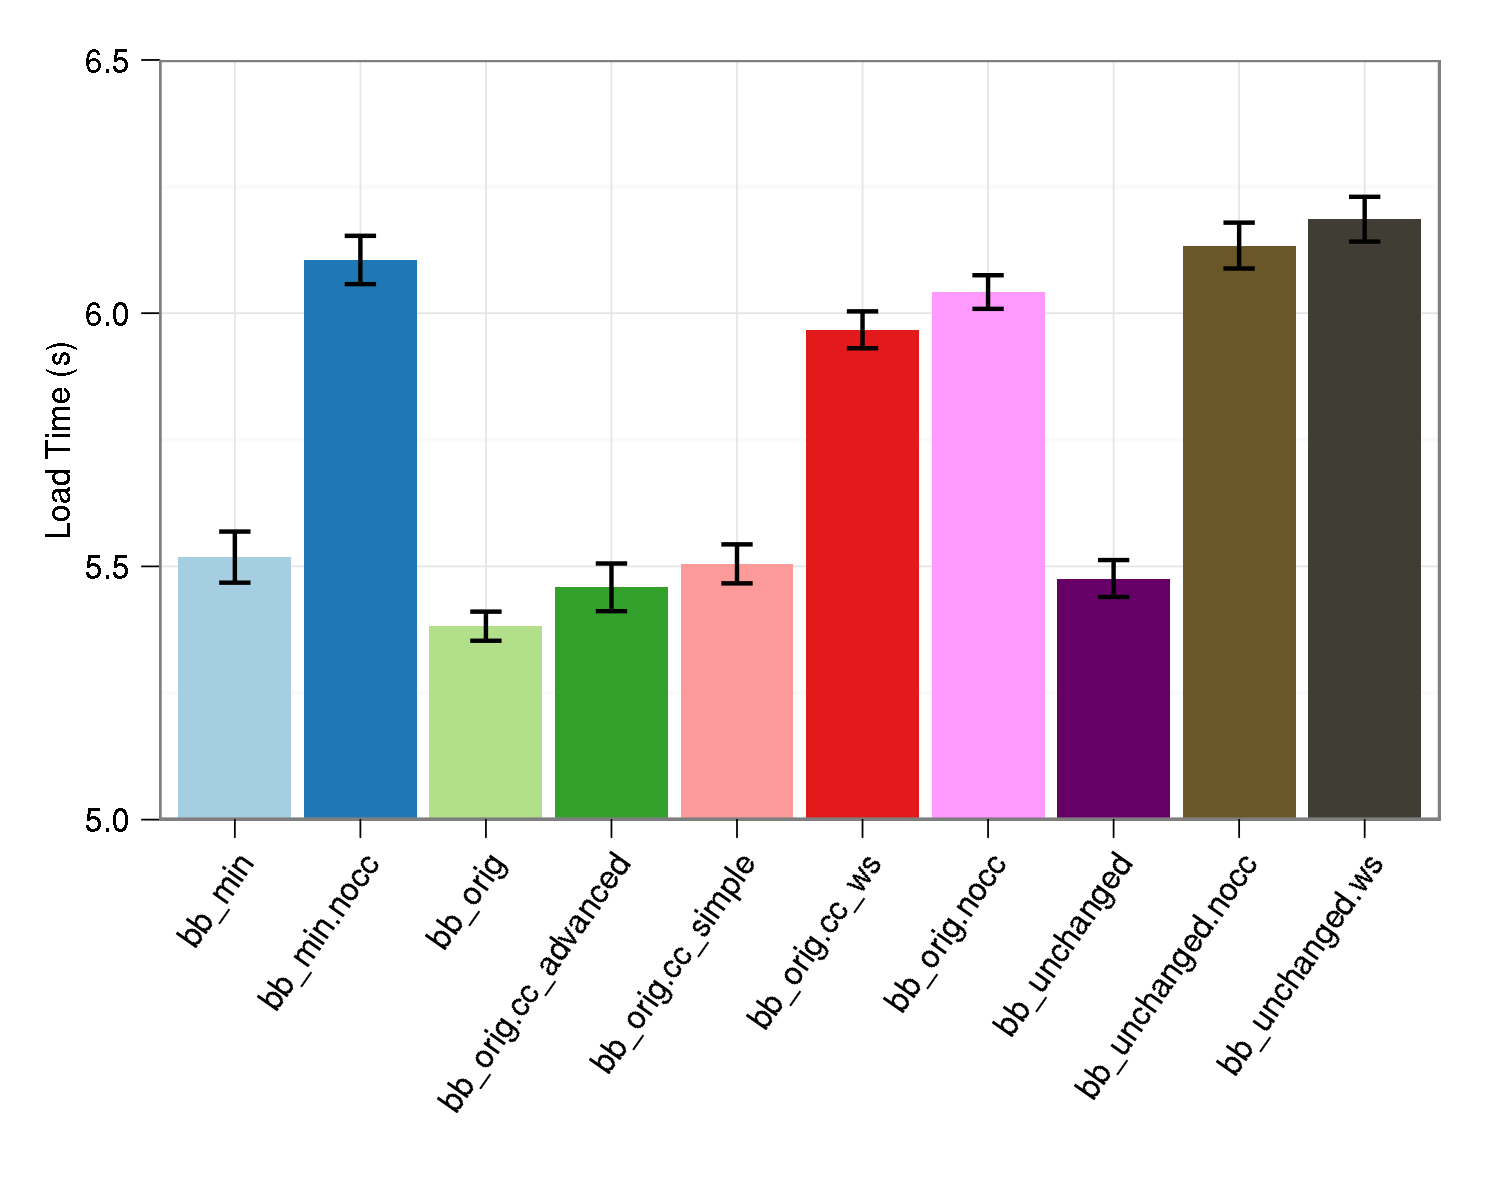 6.5
6.0
5.5
5.0
Load Time (s)
bb_min
bb_min.nocc
bb_orig
bb_orig.cc_advanced
bb_orig.cc_simple
bb_orig.cc_ws
bb_orig.nocc
bb_unchanged
bb_unchanged.nocc
bb_unchanged.ws